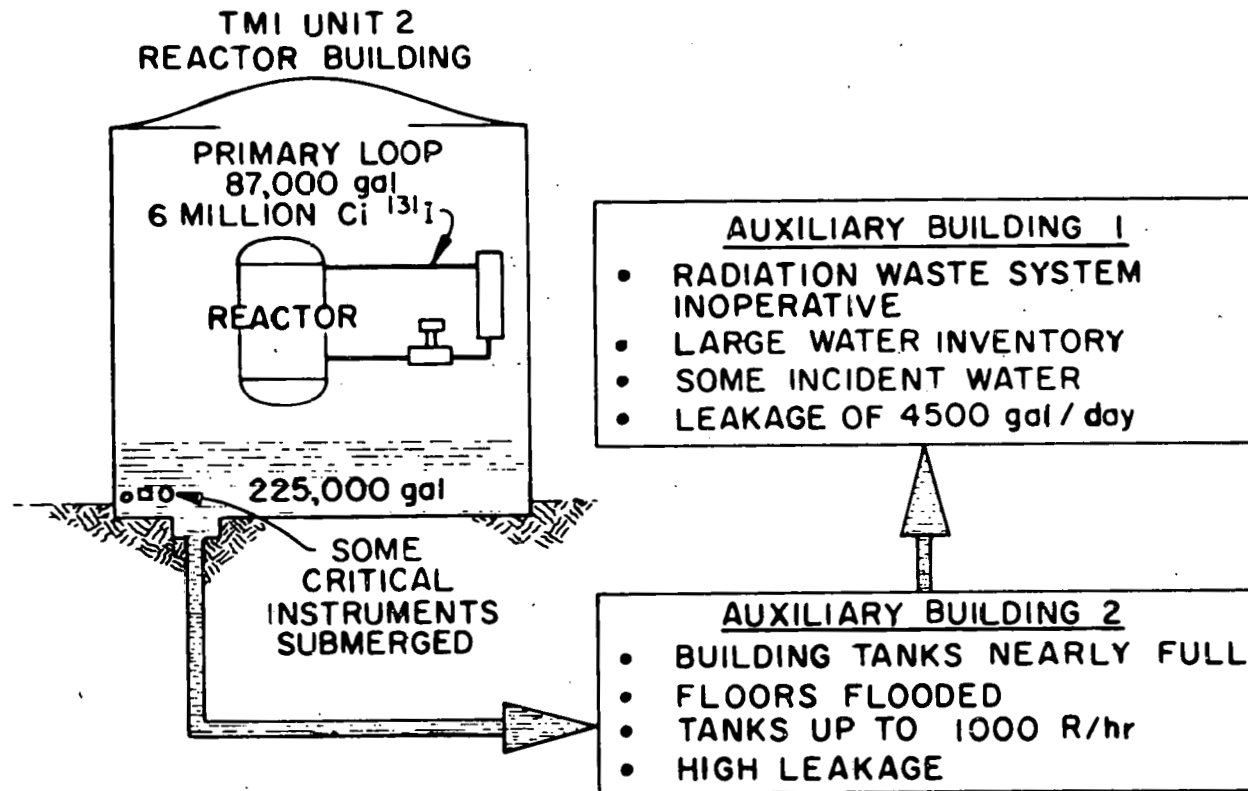 TMI UNIT 2
REACTOR BUILDING
PRIMARY LOOP
87,000 gal
6 MILLION Ci ¹³¹I
REACTOR
225,000 gal
SOME
CRITICAL
INSTRUMENTS
SUBMERGED
AUXILIARY BUILDING 1
• RADIATION WASTE SYSTEM
INOPERATIVE
• LARGE WATER INVENTORY
• SOME INCIDENT WATER
• LEAKAGE OF 4500 gal/day
AUXILIARY BUILDING 2
• BUILDING TANKS NEARLY FULL
• FLOORS FLOODED
• TANKS UP TO 1000 R/hr
• HIGH LEAKAGE